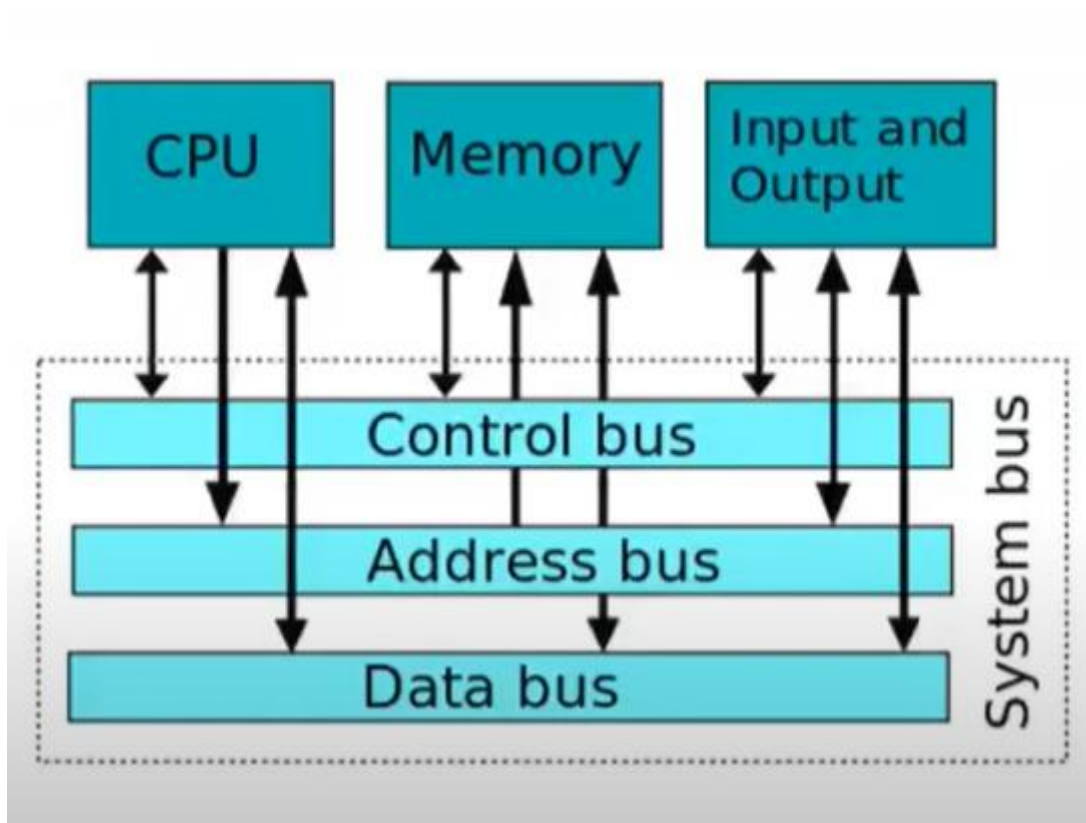 CPU
Memory
Input and
Output
Control bus
Address bus
Data bus
System bus